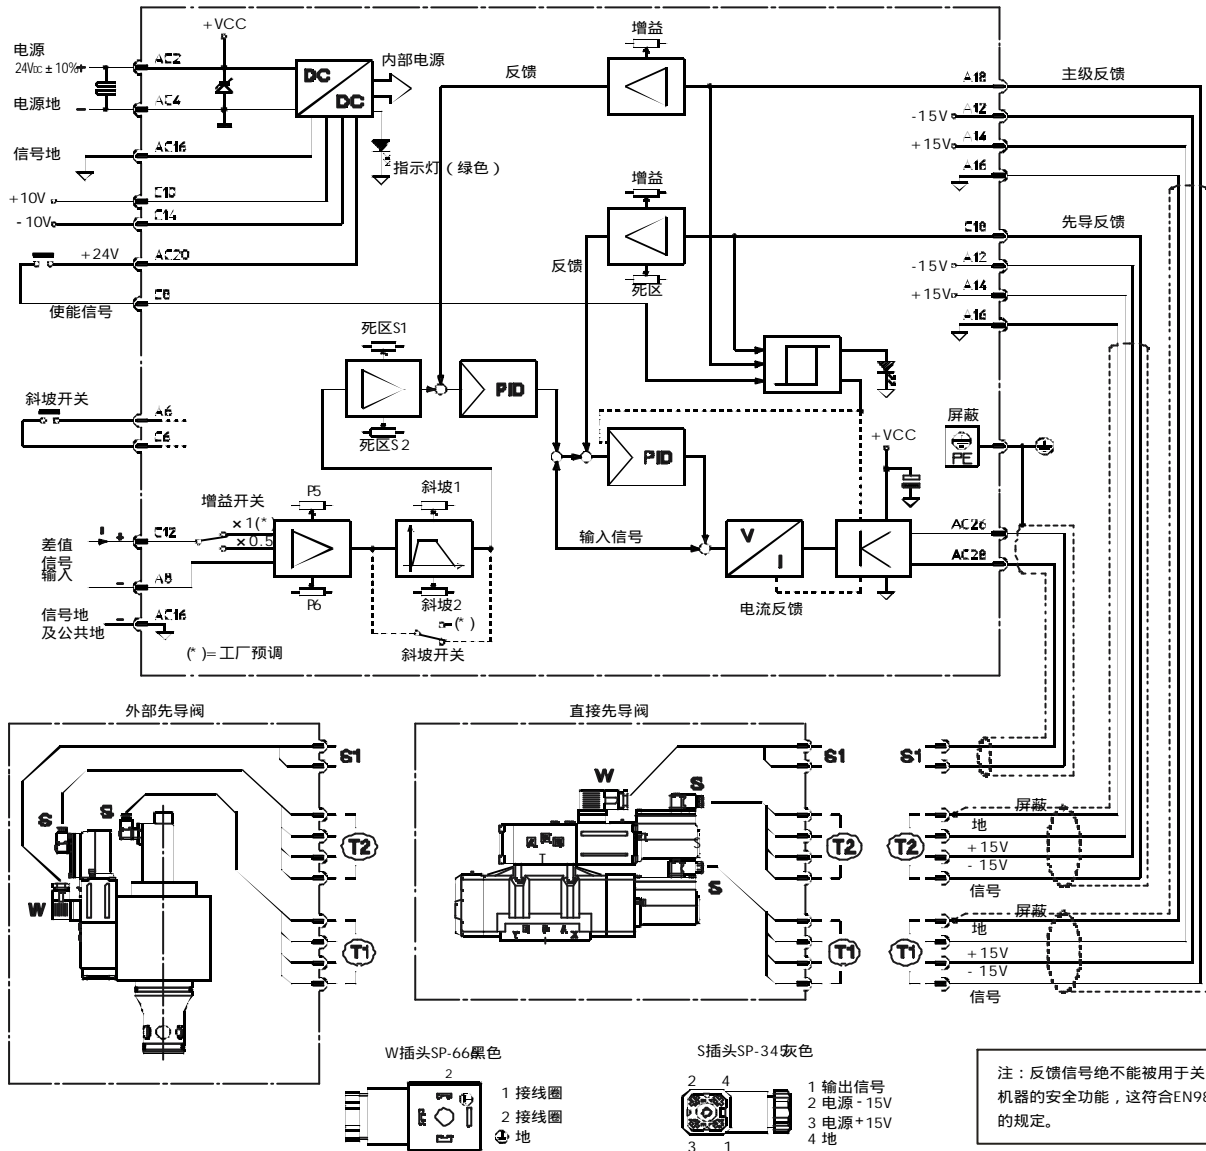 +VCC
电源
24VDC ± 10%
+
AC2
DC
DC
内部电源
电源地
-
AC4
信号地
AC16
指示灯（绿色）
+10V
C10
- 10V
C14
+24V
AC20
使能信号
C8
增益
反馈
A18
主级反馈
-15V
A12
+15V
A14
A16
增益
反馈
死区
C18
先导反馈
-15V
A12
+15V
A14
A16
死区S1
PID
死区S2
斜坡开关
A6
C6
PID
+VCC
屏蔽
PE
增益开关
P5
斜坡1
×1(*)
×0.5
差值
信号
输入
+
C12
-
A8
P6
斜坡2
输入信号
V
I
电流反馈
AC26
AC28
信号地
及公共地
-
AC16
(*)
斜坡开关
(*)=工厂预调
外部先导阀
S1
S
S
W
T2
T1
直接先导阀
W
S
S
T
S1
T2
T1
S1
屏蔽
地
T2
+15V
- 15V
信号
屏蔽
地
T1
+15V
- 15V
信号
W插头SP-666黑色
2
1 接线圈
2 接线圈
地
S插头SP-345灰色
2 4
3 1
1 输出信号
2 电源 - 15V
3 电源 +15V
4 地
注：反馈信号绝不能被用于关
机器的安全功能，这符合EN98
的规定。